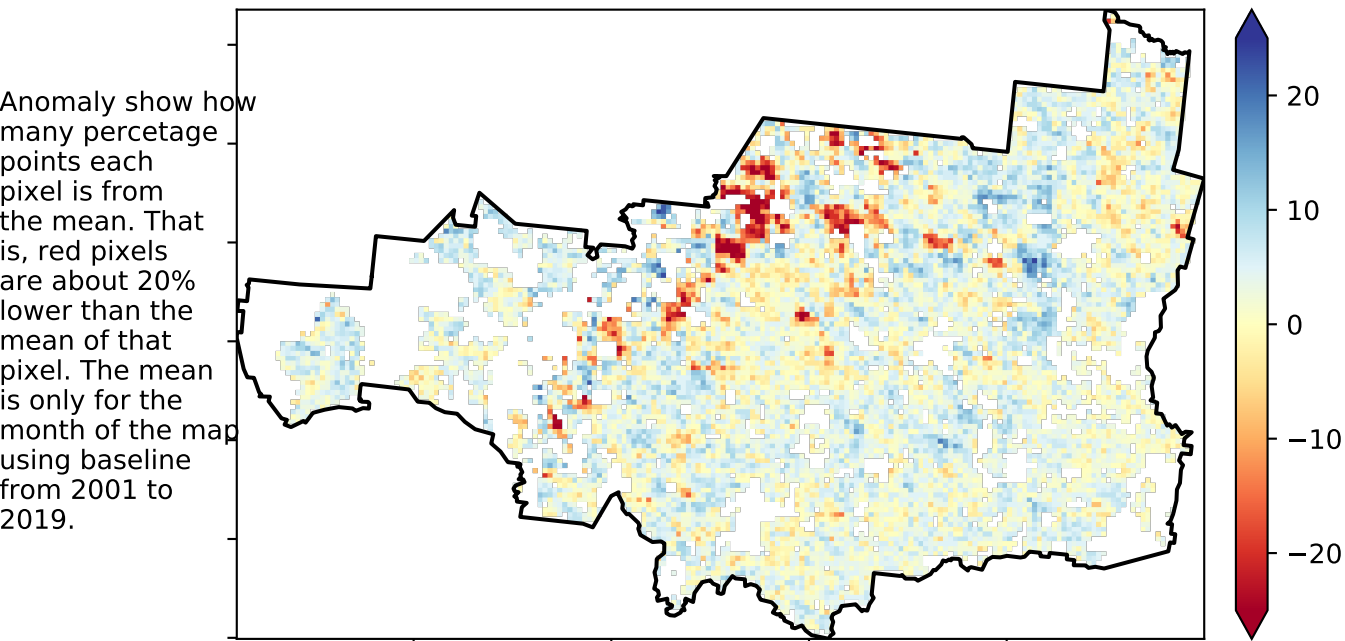 Anomaly show how
many percetage
points each
pixel is from
the mean. That
is, red pixels
are about 20%
lower than the
mean of that
pixel. The mean
is only for the
month of the map
using baseline
from 2001 to
2019.
20
10
0
−10
−20